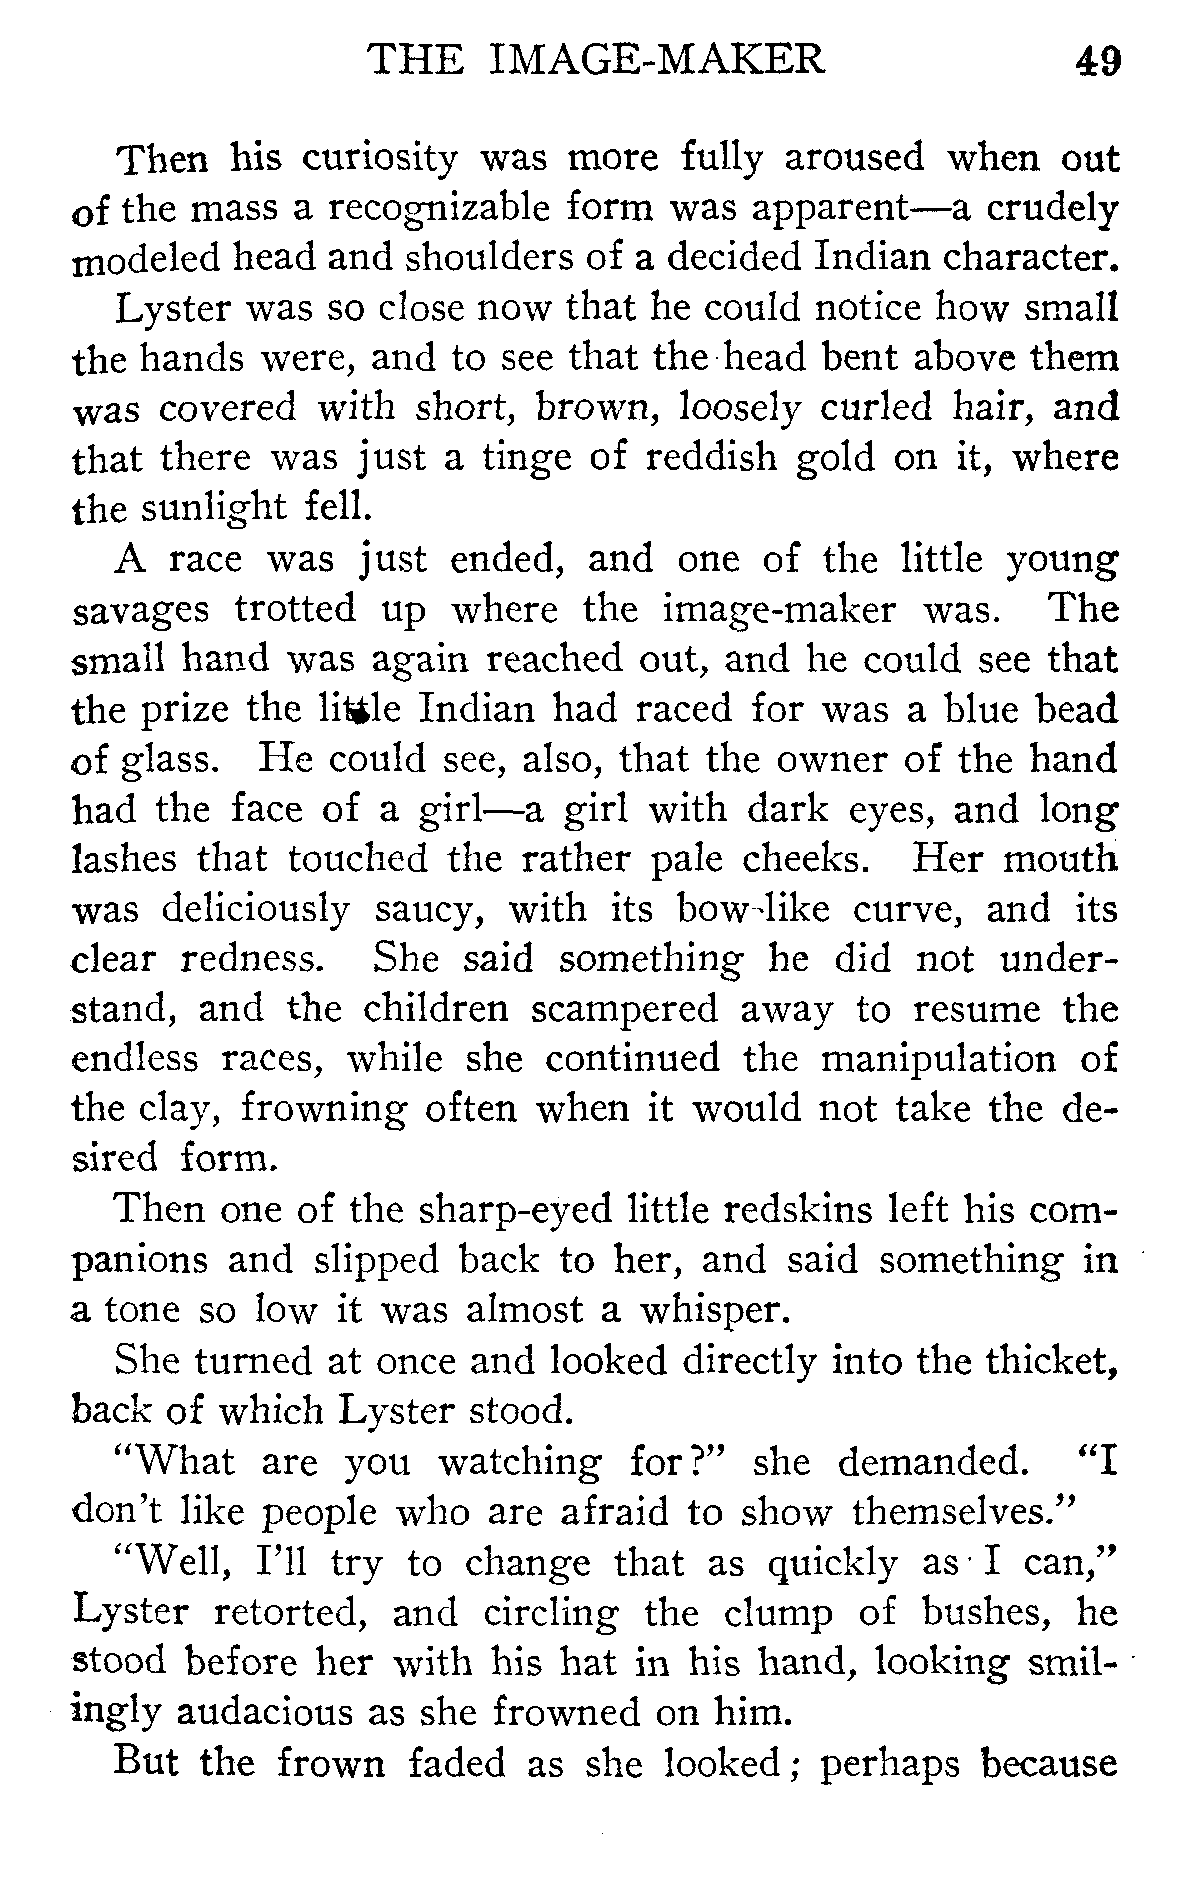 THE IMAGE-MAKER 49
Then his curiosity was more fully aroused when out
of the mass a recognizable form was apparent—a crudely
modeled head and shoulders of a decided Indian character.
Lyster was so close now that he could notice how small
the hands were, and to see that the head bent above them
was covered with short, brown, loosely curled hair, and
that there was just a tinge of reddish gold on it, where
the sunlight fell.
A race was just ended, and one of the little young
savages trotted up where the image-maker was. The
small hand was again reached out, and he could see that
the prize the little Indian had raced for was a blue bead
of glass. He could see, also, that the owner of the hand
had the face of a girl—a girl with dark eyes, and long
lashes that touched the rather pale cheeks. Her mouth
was deliciously saucy, with its bow-like curve, and its
clear redness. She said something he did not under-
stand, and the children scampered away to resume the
endless races, while she continued the manipulation of
the clay, frowning often when it would not take the de-
sired form.
Then one of the sharp-eyed little redskins left his com-
panions and slipped back to her, and said something in
a tone so low it was almost a whisper.
She turned at once and looked directly into the thicket,
back of which Lyster stood.
"What are you watching for?" she demanded. "I
don't like people who are afraid to show themselves."
"Well, I'll try to change that as quickly as I can,"
Lyster retorted, and circling the clump of bushes, he
stood before her with his hat in his hand, looking smil-
ingly audacious as she frowned on him.
But the frown faded as she looked; perhaps because